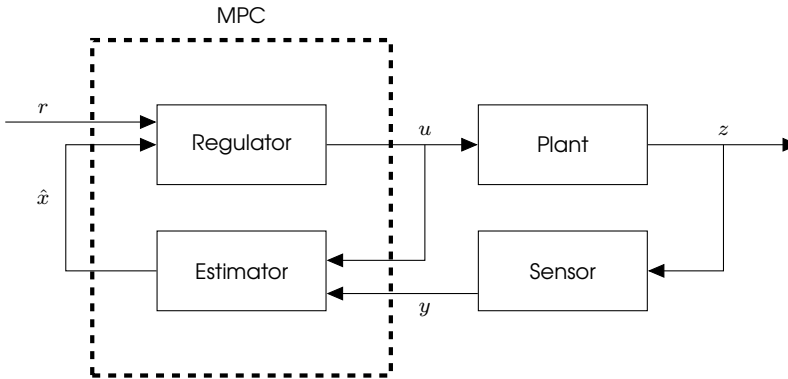 MPC
r
Regulator
u
Plant
z
x̂
Estimator
Sensor
y